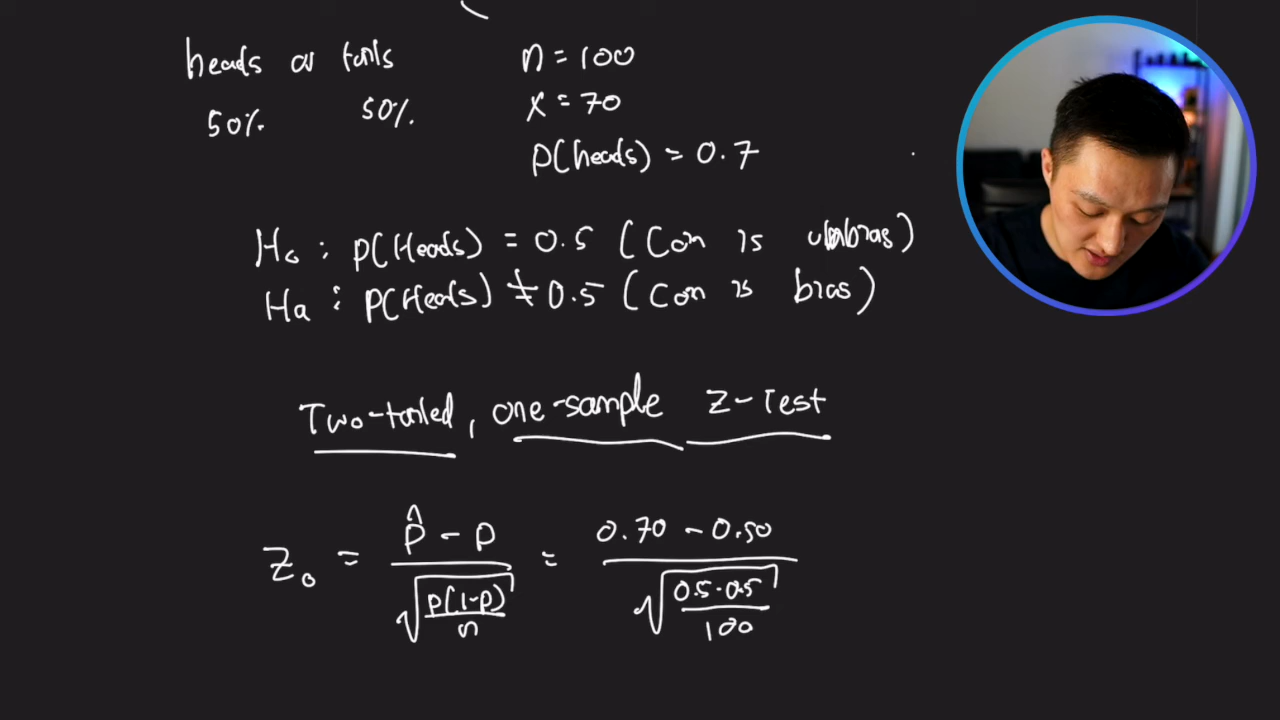 heads or tails
50% 50%
n = 100
x = 70
P(heads) = 0.7
H₀ : P(Heads) = 0.5 (Coin is unbias)
Ha : P(Heads) ≠ 0.5 (Coin is bias)
Two-tailed, one-sample Z-Test
Z₀ = (p̂ - p) / √(p(1-p)/n) = (0.70 - 0.50) / √(0.5·0.5/100)